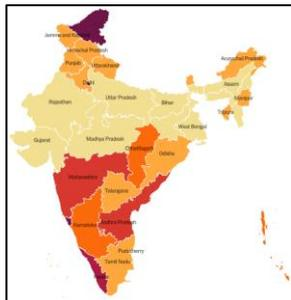 Jammu and Kashmir
Himachal Pradesh
Punjab
Uttarakhand
Arunachal Pradesh
Delhi
Rajasthan
Uttar Pradesh
Bihar
Assam
Manipur
Tripura
Gujarat
Madhya Pradesh
West Bengal
Chhattisgarh
Odisha
Maharashtra
Telangana
Andhra Pradesh
Karnataka
Puducherry
Tamil Nadu